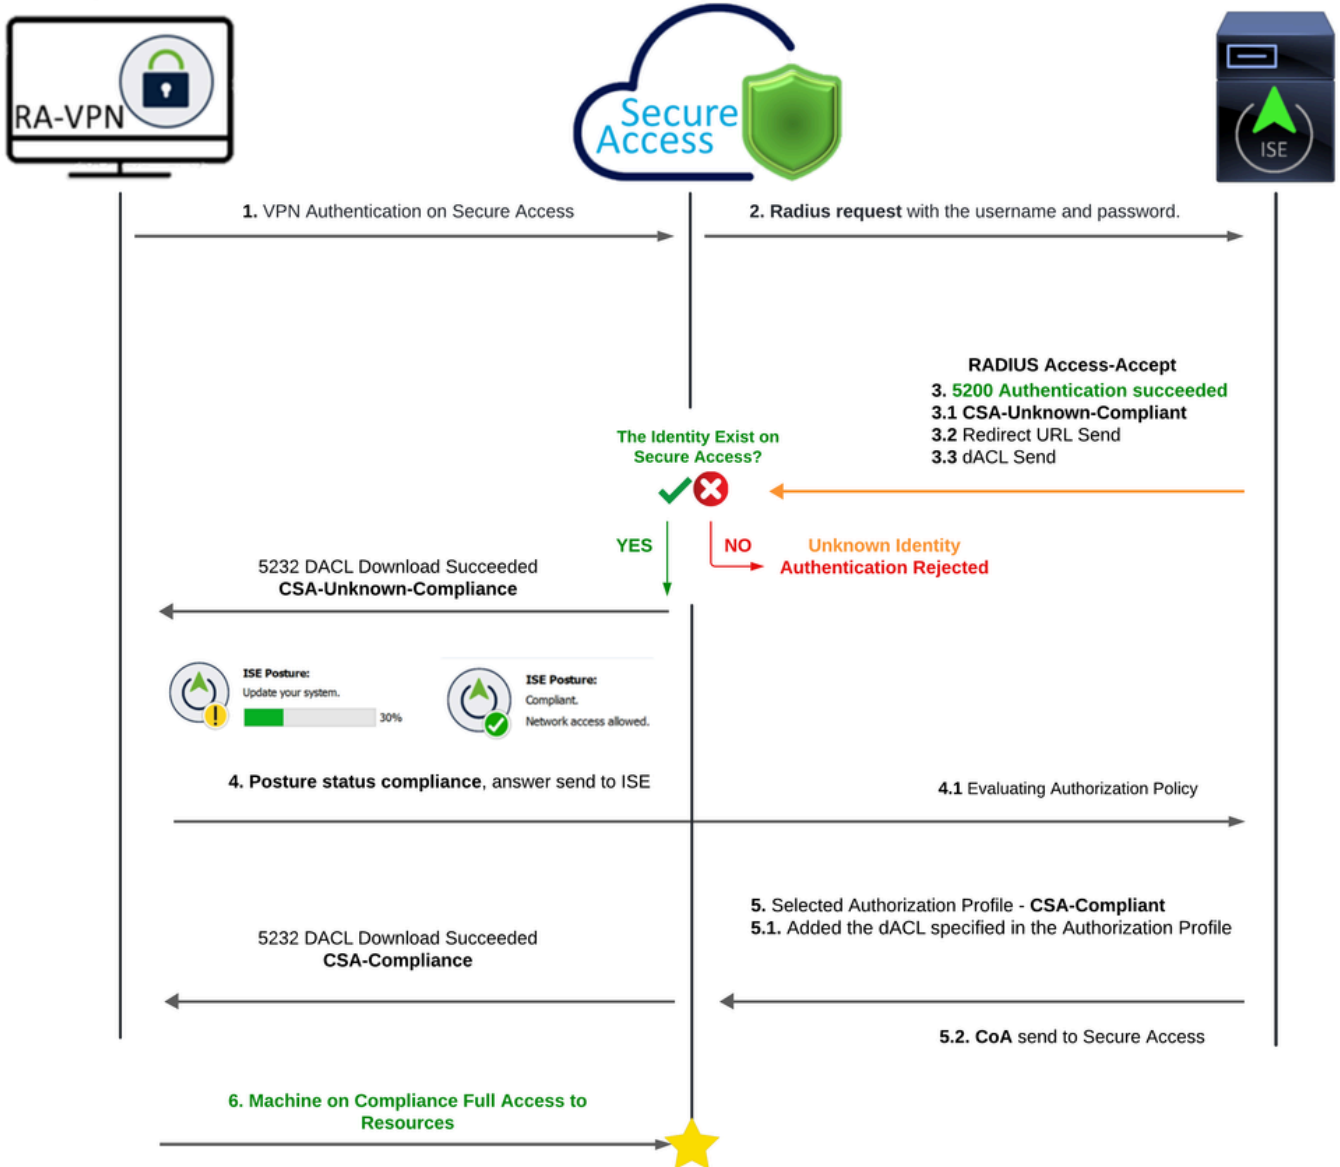 RA-VPN
Secure
Access
ISE
1. VPN Authentication on Secure Access
2. Radius request with the username and password.
RADIUS Access-Accept
3. 5200 Authentication succeeded
3.1 CSA-Unknown-Compliant
3.2 Redirect URL Send
3.3 dACL Send
The Identity Exist on
Secure Access?
YES
NO
Unknown Identity
Authentication Rejected
5232 DACL Download Succeeded
CSA-Unknown-Compliance
ISE Posture:
Update your system.
30%
ISE Posture:
Compliant.
Network access allowed.
4. Posture status compliance, answer send to ISE
4.1 Evaluating Authorization Policy
5. Selected Authorization Profile - CSA-Compliant
5.1. Added the dACL specified in the Authorization Profile
5232 DACL Download Succeeded
CSA-Compliance
5.2. CoA send to Secure Access
6. Machine on Compliance Full Access to
Resources